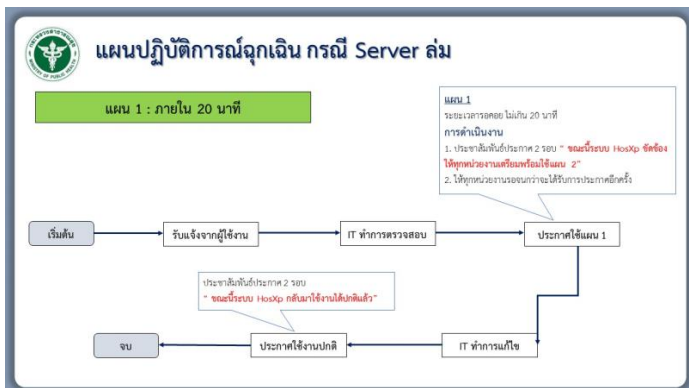 แผนปฏิบัติการณ์ฉุกเฉิน กรณี Server ล่ม
แผน 1 : ภายใน 20 นาที
แผน 1
ระยะเวลารอคอย ไม่เกิน 20 นาที
การดำเนินงาน
1. ประชาสัมพันธ์ประกาศ 2 รอบ " ขณะนี้ระบบ HosXp ขัดข้อง
ให้ทุกหน่วยงานเตรียมพร้อมใช้แผน 2"
2. ให้ทุกหน่วยงานรอจนกว่าจะได้รับการประกาศอีกครั้ง
เริ่มต้น
รับแจ้งจากผู้ใช้งาน
IT ทำการตรวจสอบ
ประกาศใช้แผน 1
ประชาสัมพันธ์ประกาศ 2 รอบ
" ขณะนี้ระบบ HosXp กลับมาใช้งานได้ปกติแล้ว"
จบ
ประกาศใช้งานปกติ
IT ทำการแก้ไข